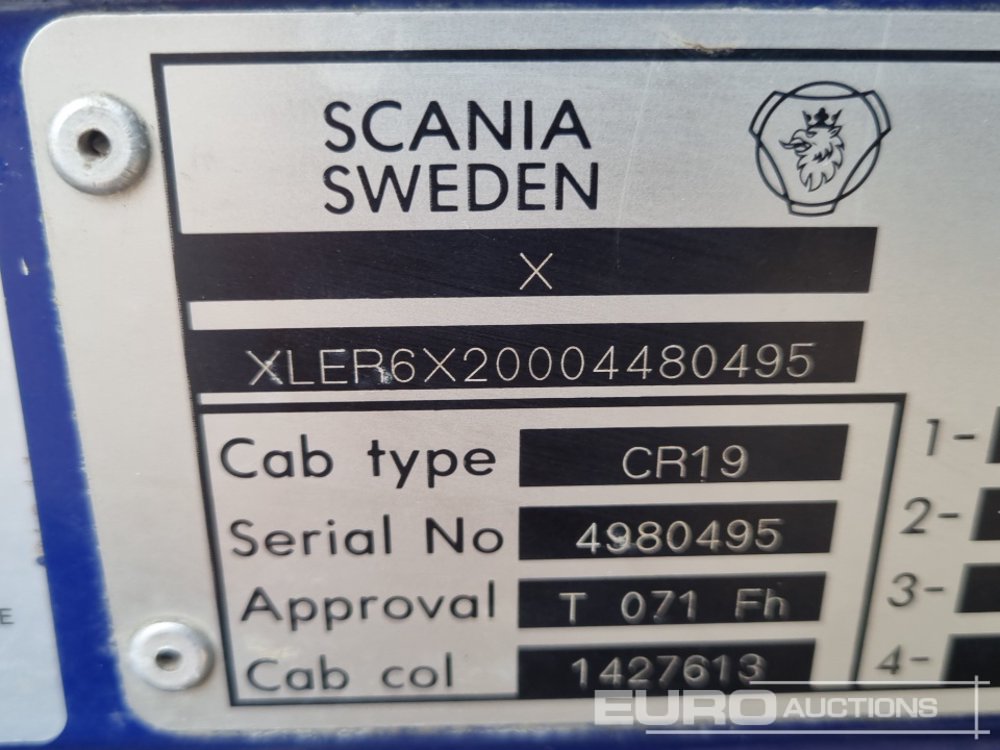 SCANIA
SWEDEN
X
XLER6X20004480495
Cab type CR19 1-
Serial No 4980495 2-
Approval T 071 Fh 3-
Cab col 1427613 4-
E
EURO AUCTIONS